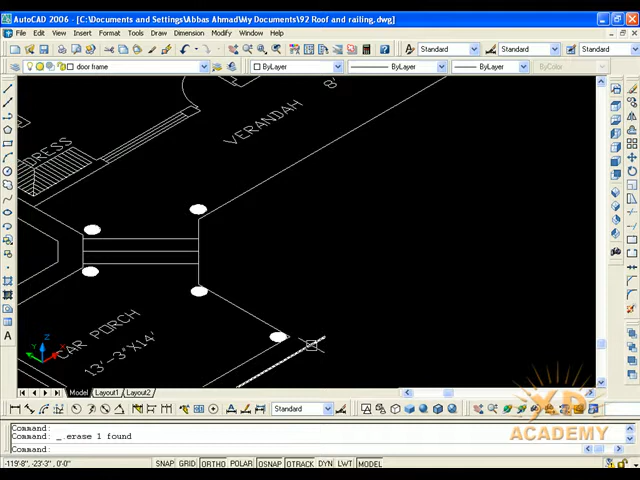 AutoCAD 2006 - [C:\Documents and Settings\Abbas Ahmad\My Documents\92 Roof and railing.dwg]
File Edit View Insert Format Tools Draw Dimension Modify Window Help
Standard Standard Standard
door frame ByLayer ByLayer ByLayer ByColor
8'
VERANDAH
DRESS
CAR PORCH
13'-3"X14'
Z
Y X
Model Layout1 Layout2
Standard
XD
ACADEMY
Command:
Command: _.erase 1 found
Command:
-119'-8", -23'-3", 0'-0" SNAP GRID ORTHO POLAR OSNAP OTRACK DYN LWT MODEL